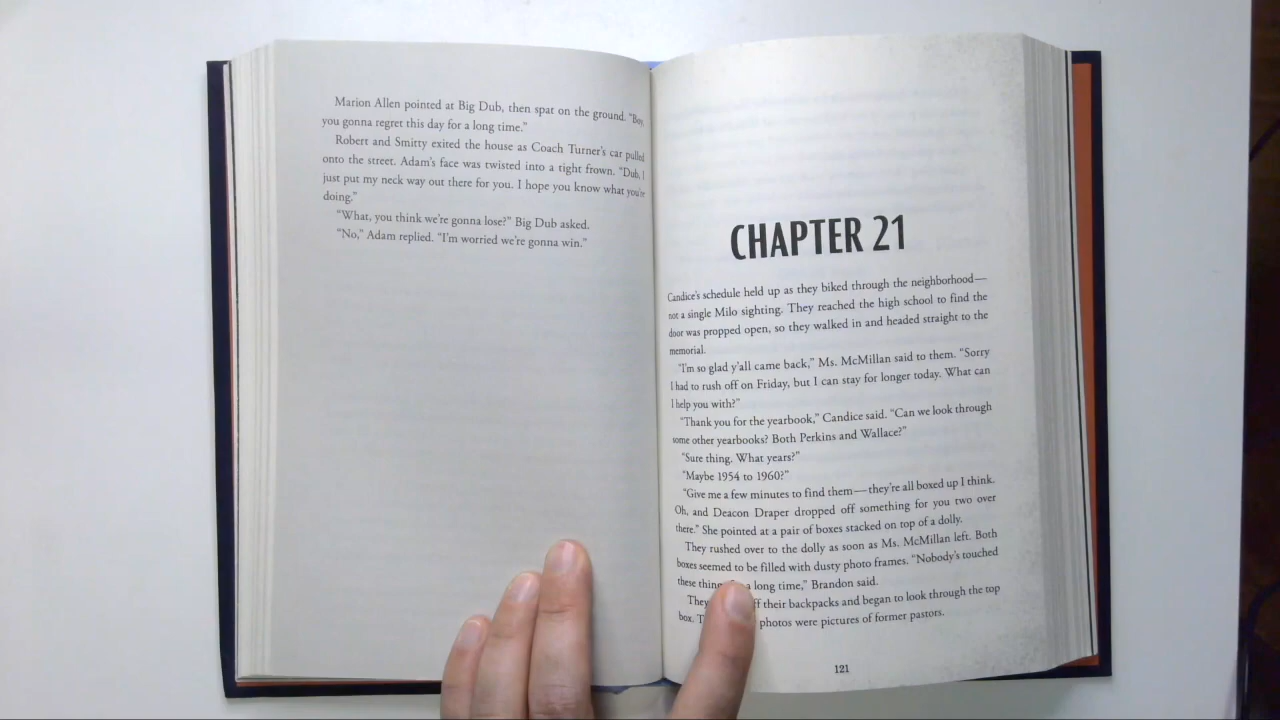 Marion Allen pointed at Big Dub, then spat on the ground. "Boy,
you gonna regret this day for a long time."
Robert and Smitty exited the house as Coach Turner's car pulled
onto the street. Adam's face was twisted into a tight frown. "Dub, I
just put my neck way out there for you. I hope you know what you're
doing."
"What, you think we're gonna lose?" Big Dub asked.
"No," Adam replied. "I'm worried we're gonna win."
CHAPTER 21
Candice's schedule held up as they biked through the neighborhood—
not a single Milo sighting. They reached the high school to find the
door was propped open, so they walked in and headed straight to the
memorial.
"I'm so glad y'all came back," Ms. McMillan said to them. "Sorry
I had to rush off on Friday, but I can stay for longer today. What can
I help you with?"
"Thank you for the yearbook," Candice said. "Can we look through
some other yearbooks? Both Perkins and Wallace?"
"Sure thing. What years?"
"Maybe 1954 to 1960?"
"Give me a few minutes to find them—they're all boxed up I think.
Oh, and Deacon Draper dropped off something for you two over
there." She pointed at a pair of boxes stacked on top of a dolly.
They rushed over to the dolly as soon as Ms. McMillan left. Both
boxes seemed to be filled with dusty photo frames. "Nobody's touched
these a long time," Brandon said.
They their backpacks and began to look through the top
box. photos were pictures of former pastors.
121